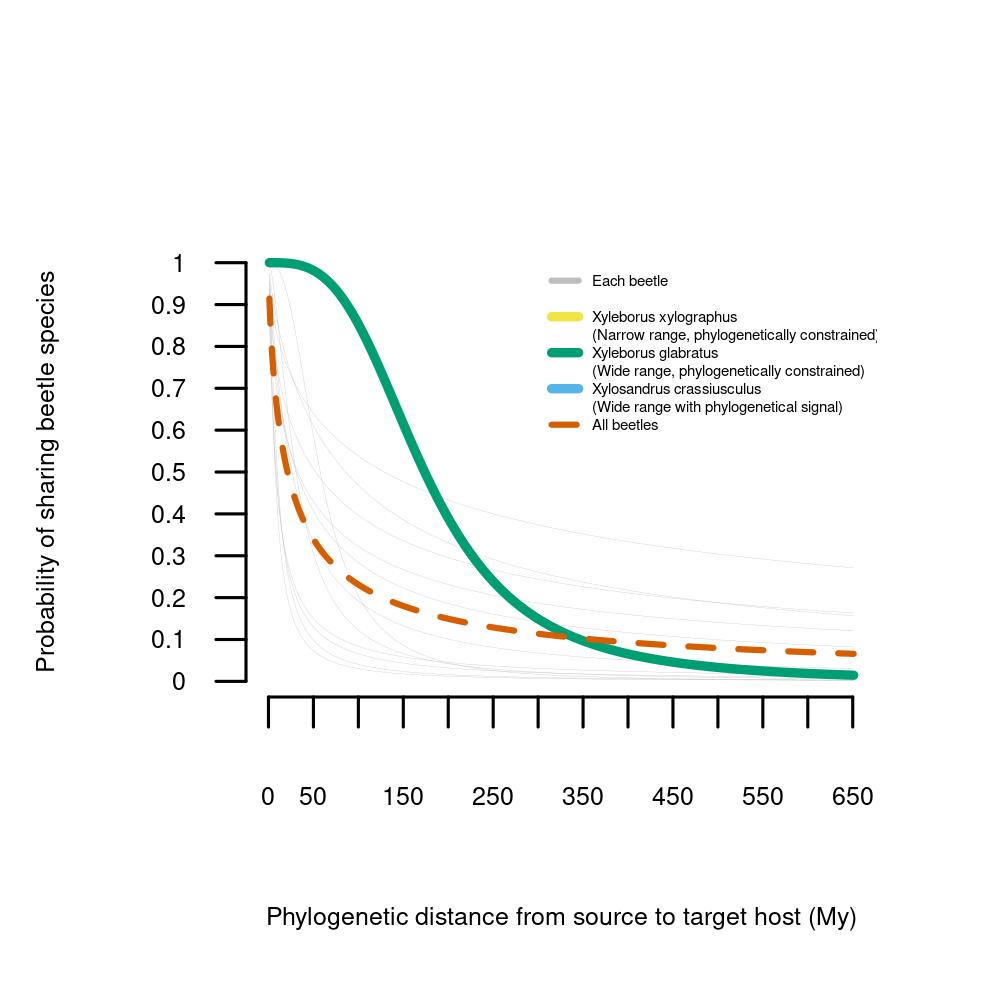 Probability of sharing beetle species
1
0.9
0.8
0.7
0.6
0.5
0.4
0.3
0.2
0.1
0
Each beetle
Xyleborus xylographus
(Narrow range, phylogenetically constrained)
Xyleborus glabratus
(Wide range, phylogenetically constrained)
Xylosandrus crassiusculus
(Wide range with phylogenetical signal)
All beetles
0 50 150 250 350 450 550 650
Phylogenetic distance from source to target host (My)